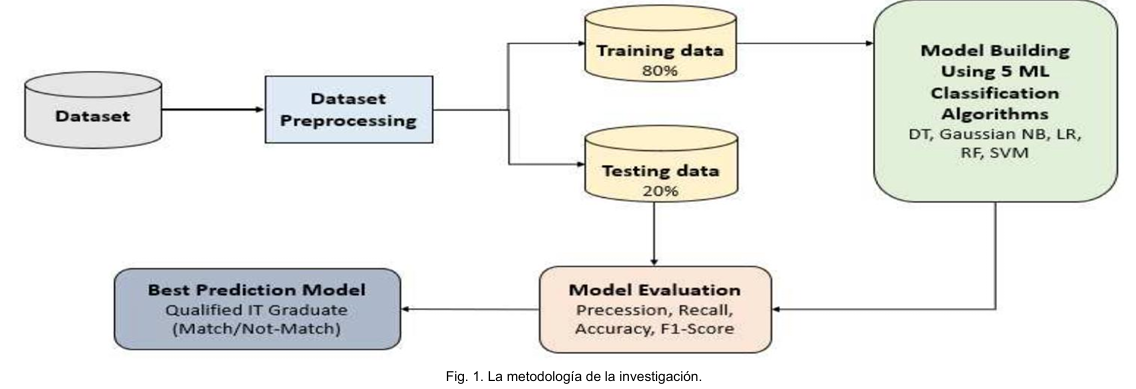 Dataset
Dataset
Preprocessing
Training data
80%
Testing data
20%
Model Building
Using 5 ML
Classification
Algorithms
DT, Gaussian NB, LR,
RF, SVM
Model Evaluation
Precession, Recall,
Accuracy, F1-Score
Best Prediction Model
Qualified IT Graduate
(Match/Not-Match)
Fig. 1. La metodología de la investigación.